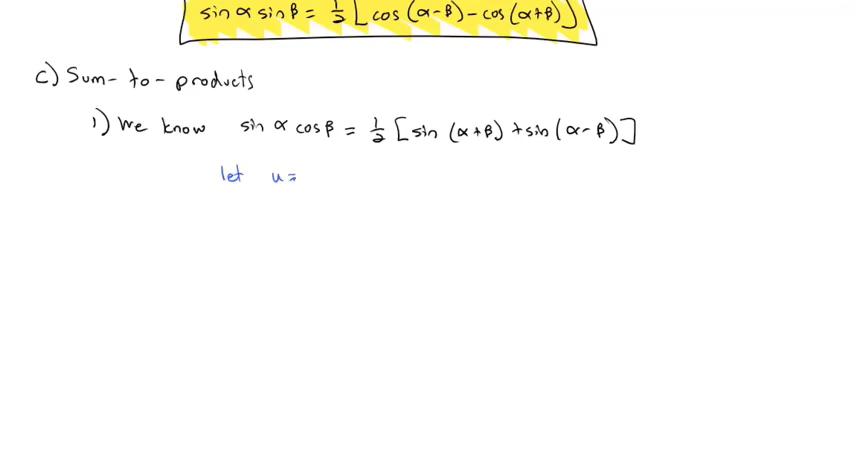 sin α sin β = 1/2 [ cos (α-β) - cos (α+β) ]
c) Sum-to-products
1) We know sin α cos β = 1/2 [ sin (α+β) + sin (α-β) ]
let u =